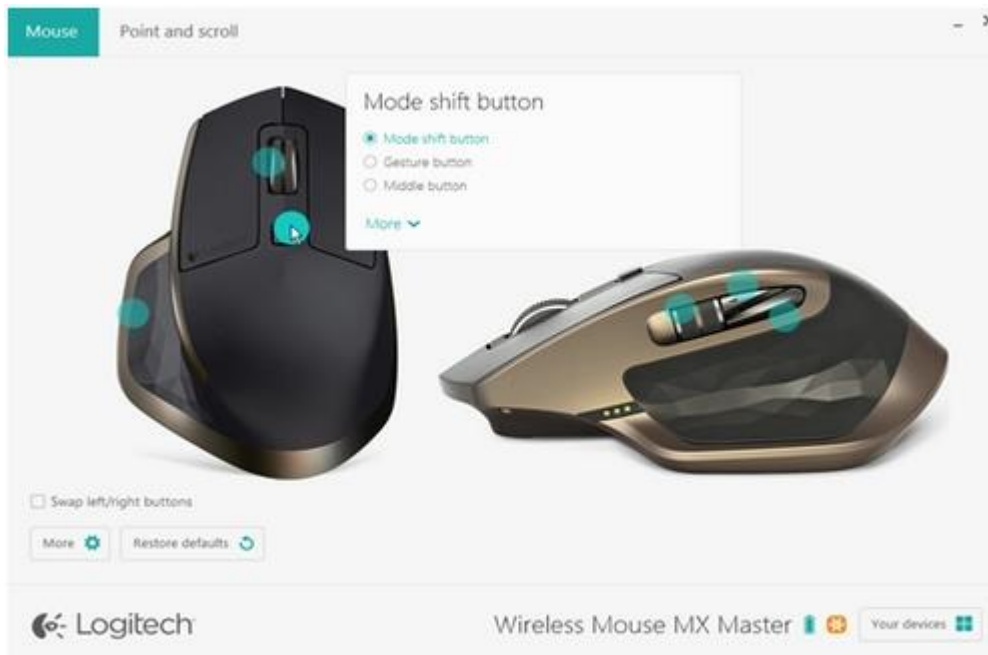 Mouse
Point and scroll
Mode shift button
Mode shift button
Gesture button
Middle button
More
Swap left/right buttons
More
Restore defaults
Logitech
Wireless Mouse MX Master
Your devices